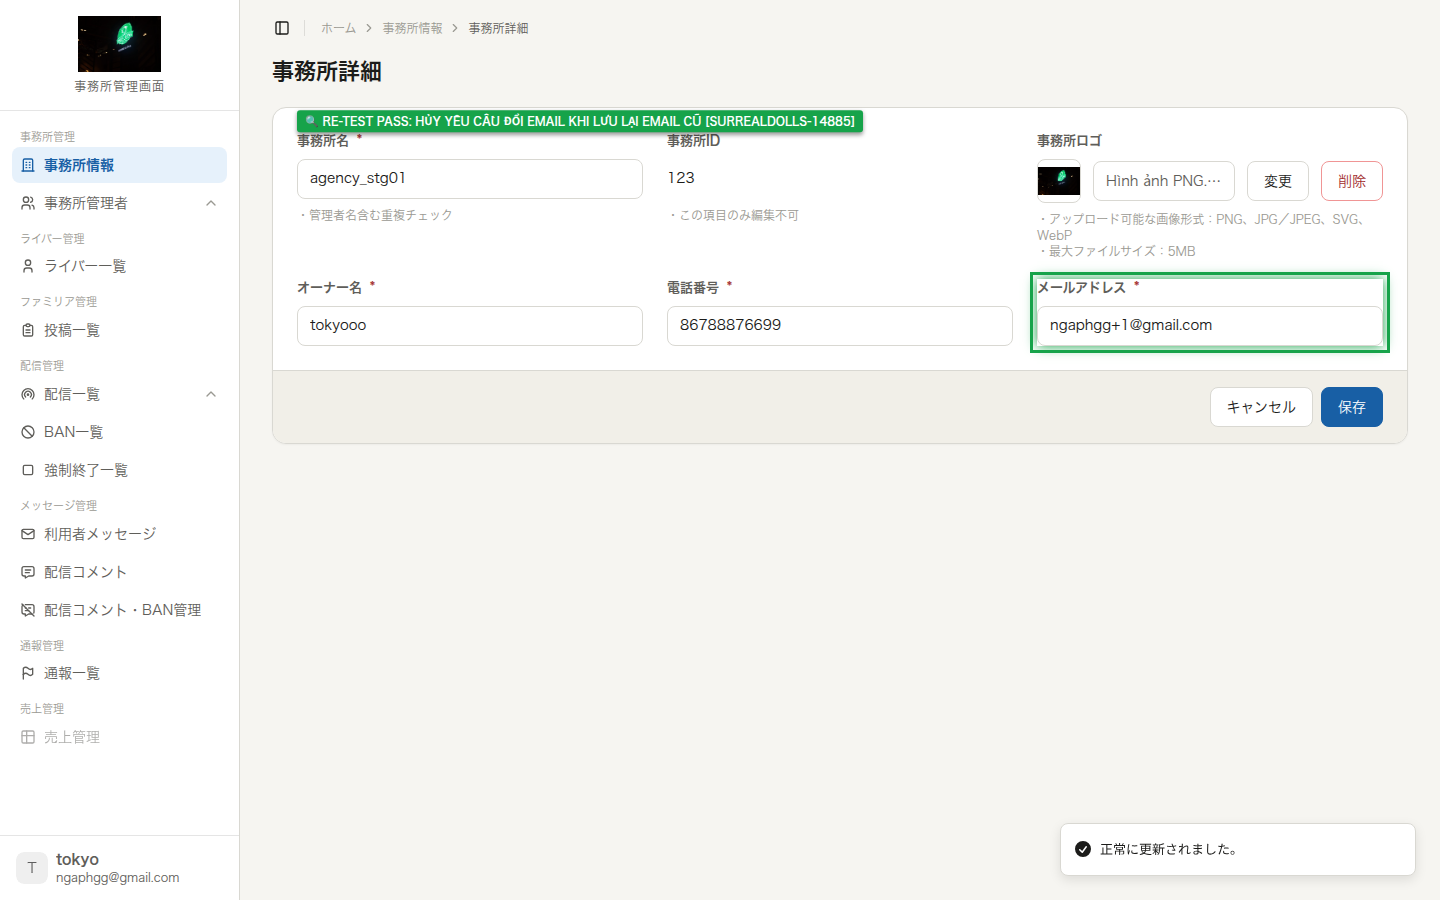 事務所管理画面
事務所管理
事務所情報
事務所管理者
ライバー管理
ライバー一覧
ファミリア管理
投稿一覧
配信管理
配信一覧
BAN一覧
強制終了一覧
メッセージ管理
利用者メッセージ
配信コメント
配信コメント・BAN管理
通報管理
通報一覧
売上管理
売上管理
T
tokyo
ngaphgg@gmail.com
ホーム > 事務所情報 > 事務所詳細
事務所詳細
RE-TEST PASS: HỦY YÊU CẦU ĐỔI EMAIL KHI LƯU LẠI EMAIL CŨ [SURREALDOLLS-14885]
事務所名 *
agency_stg01
・管理者名含む重複チェック
事務所ID
123
・この項目のみ編集不可
事務所ロゴ
Hình ảnh PNG.…
変更
削除
・アップロード可能な画像形式：PNG、JPG／JPEG、SVG、
WebP
・最大ファイルサイズ：5MB
オーナー名 *
tokyooo
電話番号 *
86788876699
メールアドレス *
ngaphgg+1@gmail.com
キャンセル
保存
正常に更新されました。